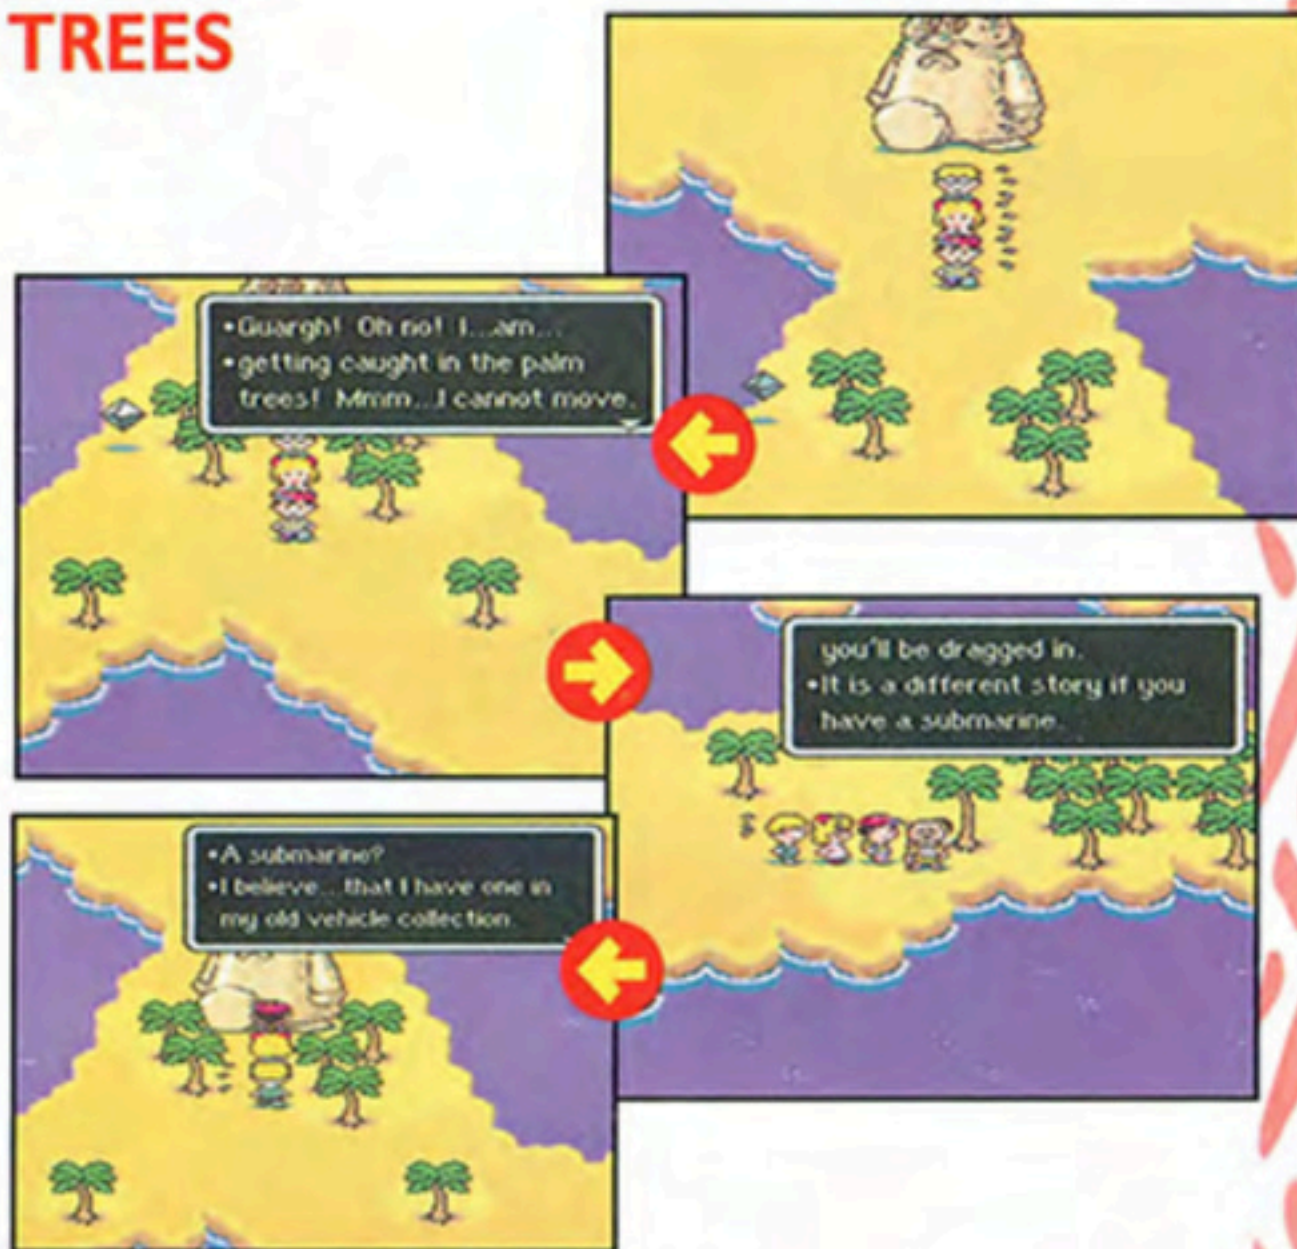 TREES
•Guargh! Oh no! I...am...
•getting caught in the palm
trees! Mmm...I cannot move.
you'll be dragged in.
•It is a different story if you
have a submarine.
•A submarine?
•I believe...that I have one in
my old vehicle collection.